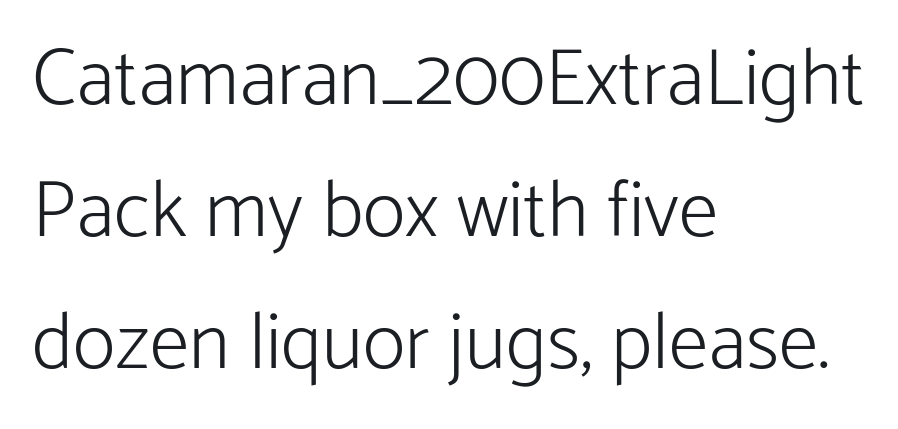 Catamaran_200ExtraLight
Pack my box with five
dozen liquor jugs, please.